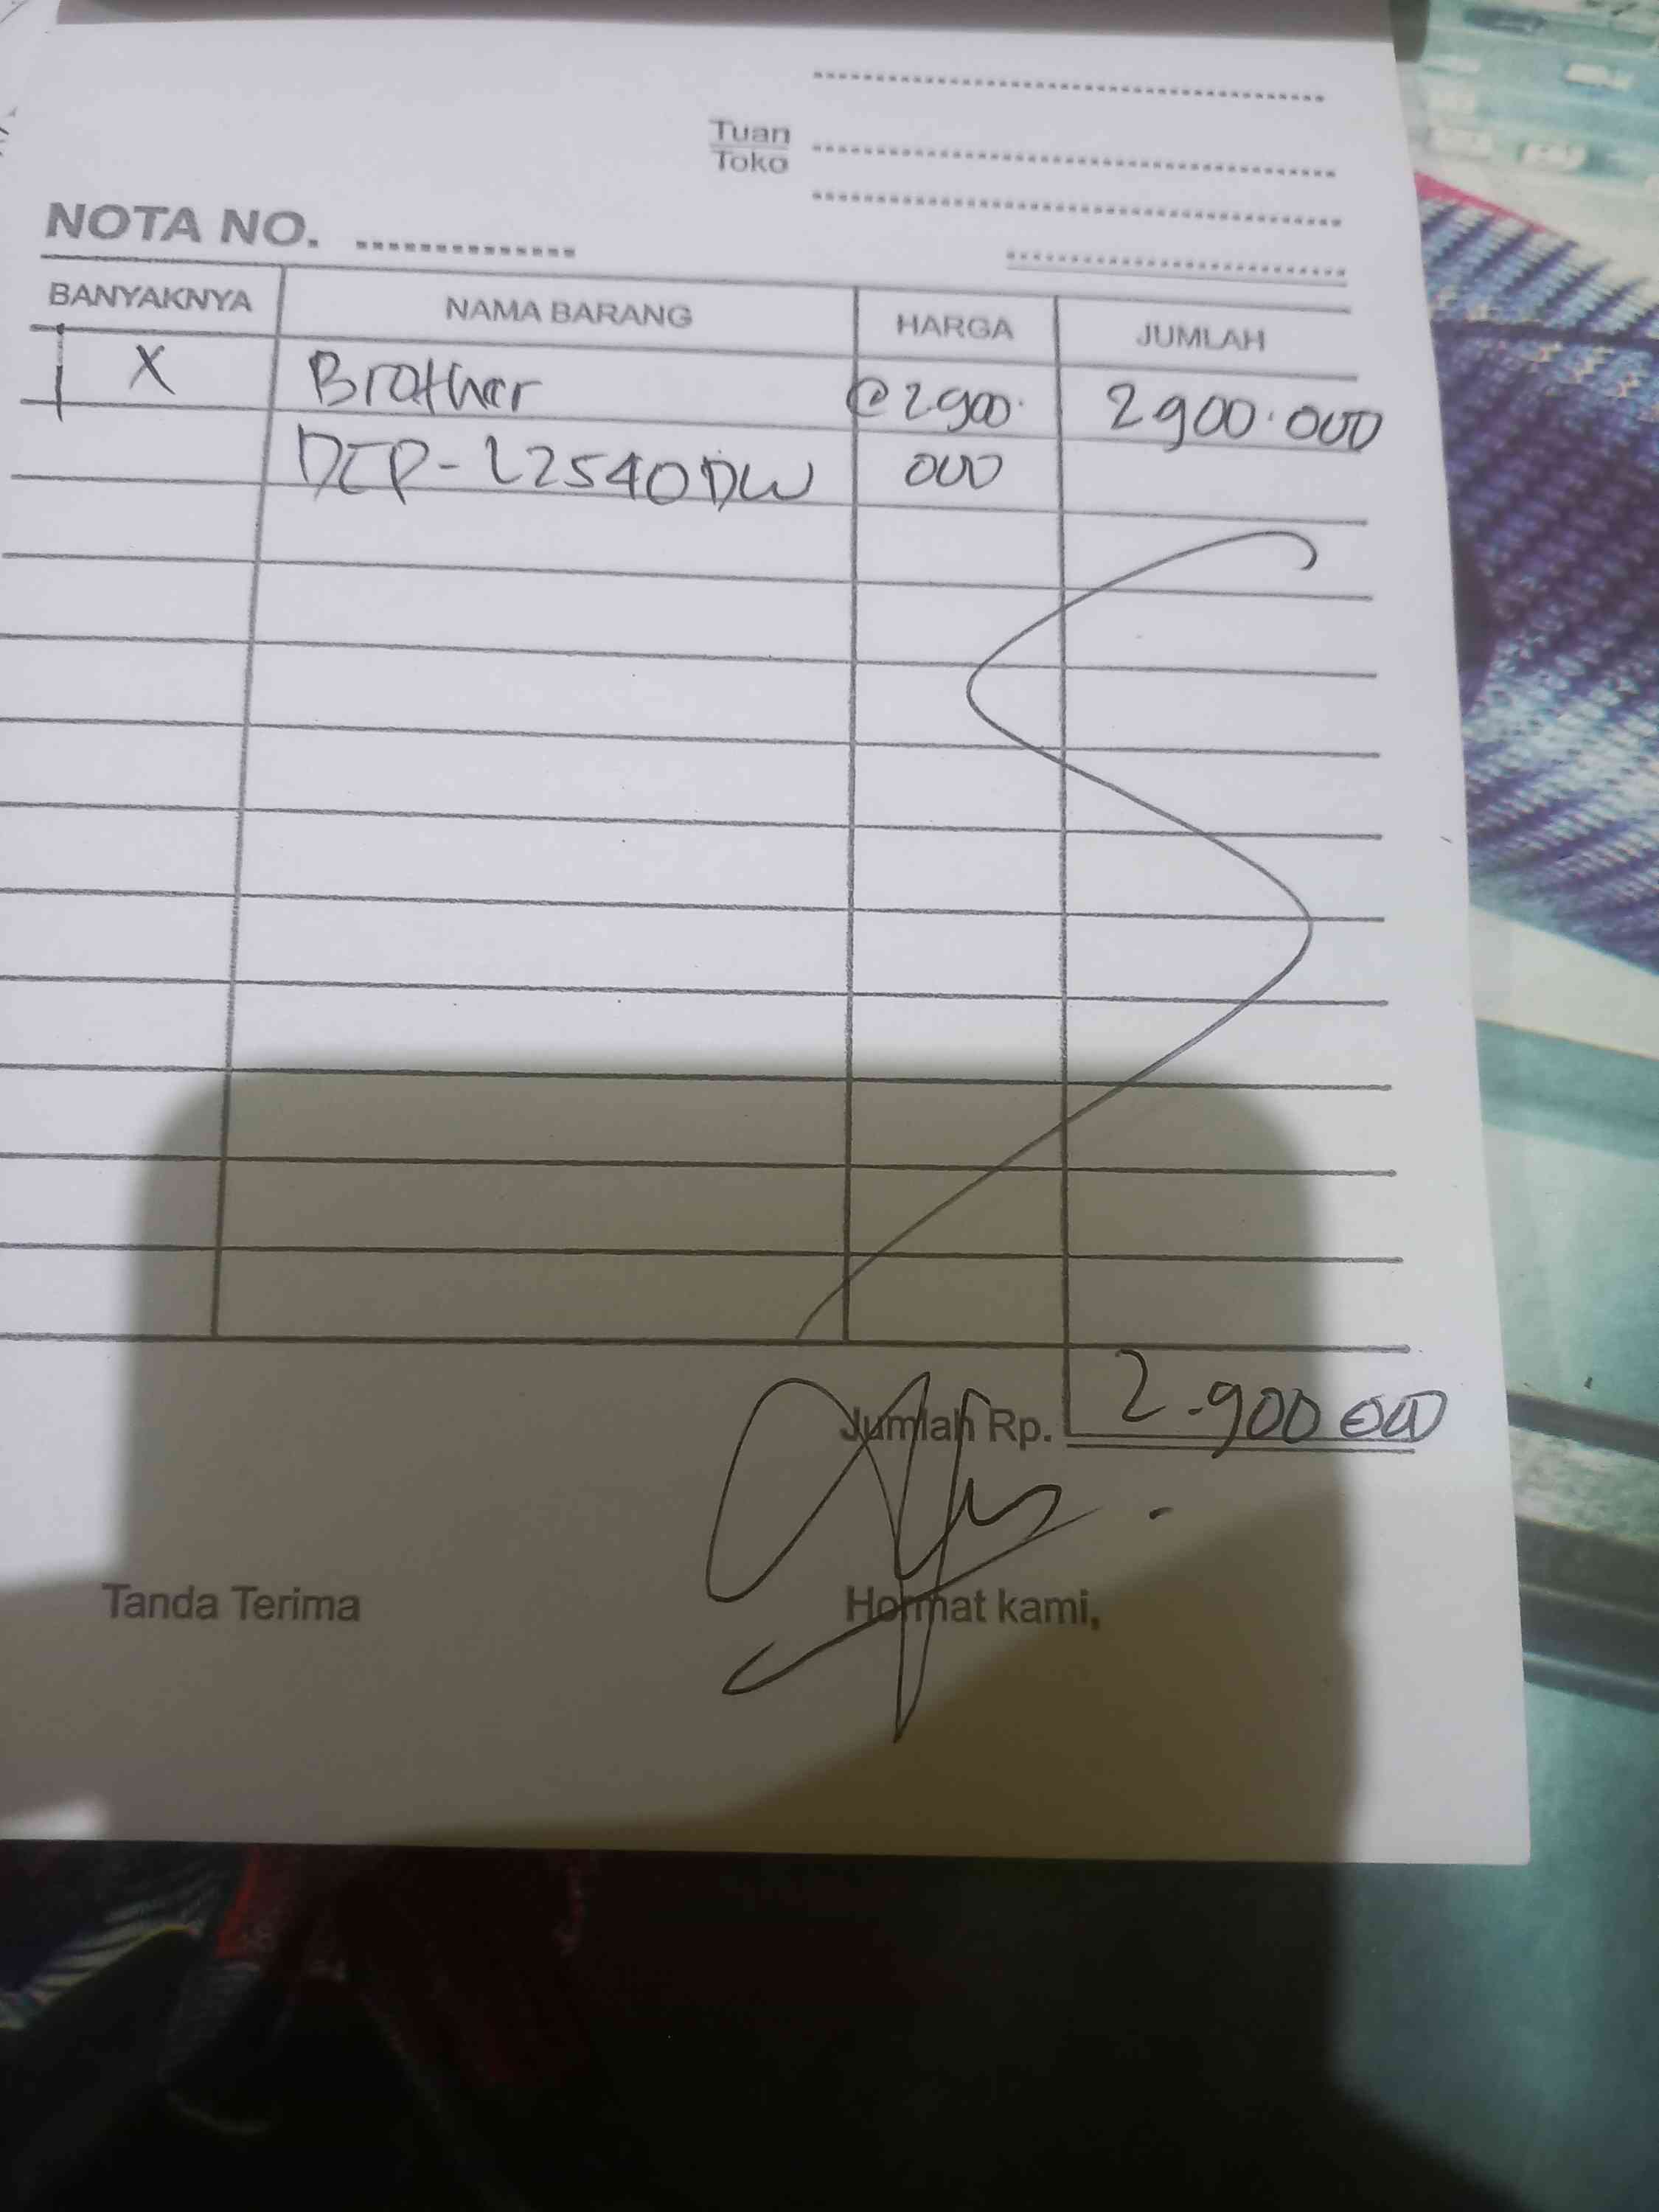 Tuan
Toko
NOTA NO.
BANYAKNYA NAMA BARANG HARGA JUMLAH
1 X Brother @ 2900. 2900.000
DCP-L2540DW 000
Jumlah Rp. 2.900 000
Tanda Terima Hormat kami,